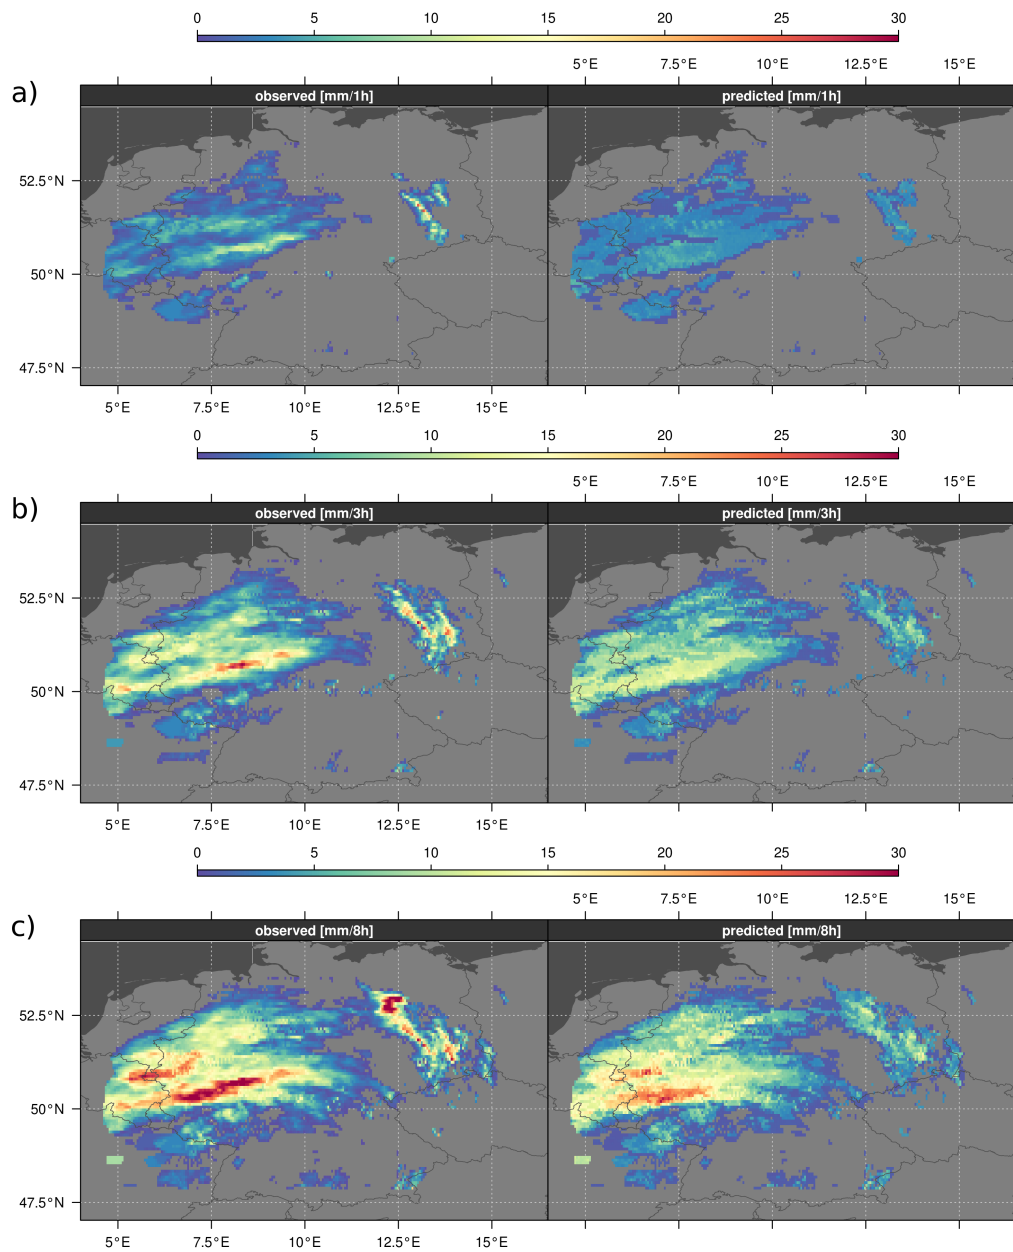 0 5 10 15 20 25 30
5°E 7.5°E 10°E 12.5°E 15°E
a)
observed [mm/1h] predicted [mm/1h]
52.5°N
50°N
47.5°N
5°E 7.5°E 10°E 12.5°E 15°E
0 5 10 15 20 25 30
5°E 7.5°E 10°E 12.5°E 15°E
b)
observed [mm/3h] predicted [mm/3h]
52.5°N
50°N
47.5°N
5°E 7.5°E 10°E 12.5°E 15°E
0 5 10 15 20 25 30
5°E 7.5°E 10°E 12.5°E 15°E
c)
observed [mm/8h] predicted [mm/8h]
52.5°N
50°N
47.5°N
5°E 7.5°E 10°E 12.5°E 15°E